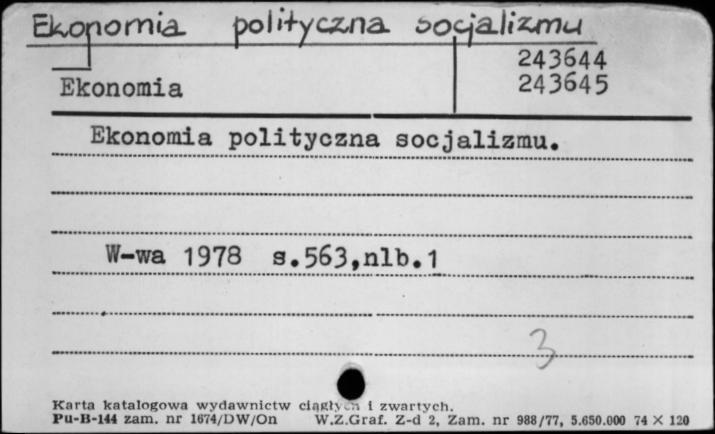 Ekonomia polityczna socjalizmu
243644
Ekonomia 243645
Ekonomia polityczna socjalizmu.
W-wa 1978 s.563,nlb.1
3
Karta katalogowa wydawnictw ciągłych i zwartych.
Pu-B-144 zam. nr 1674/DW/On W.Z.Graf. Z-d 2, Zam. nr 988/77, 5.650.000 74 × 120